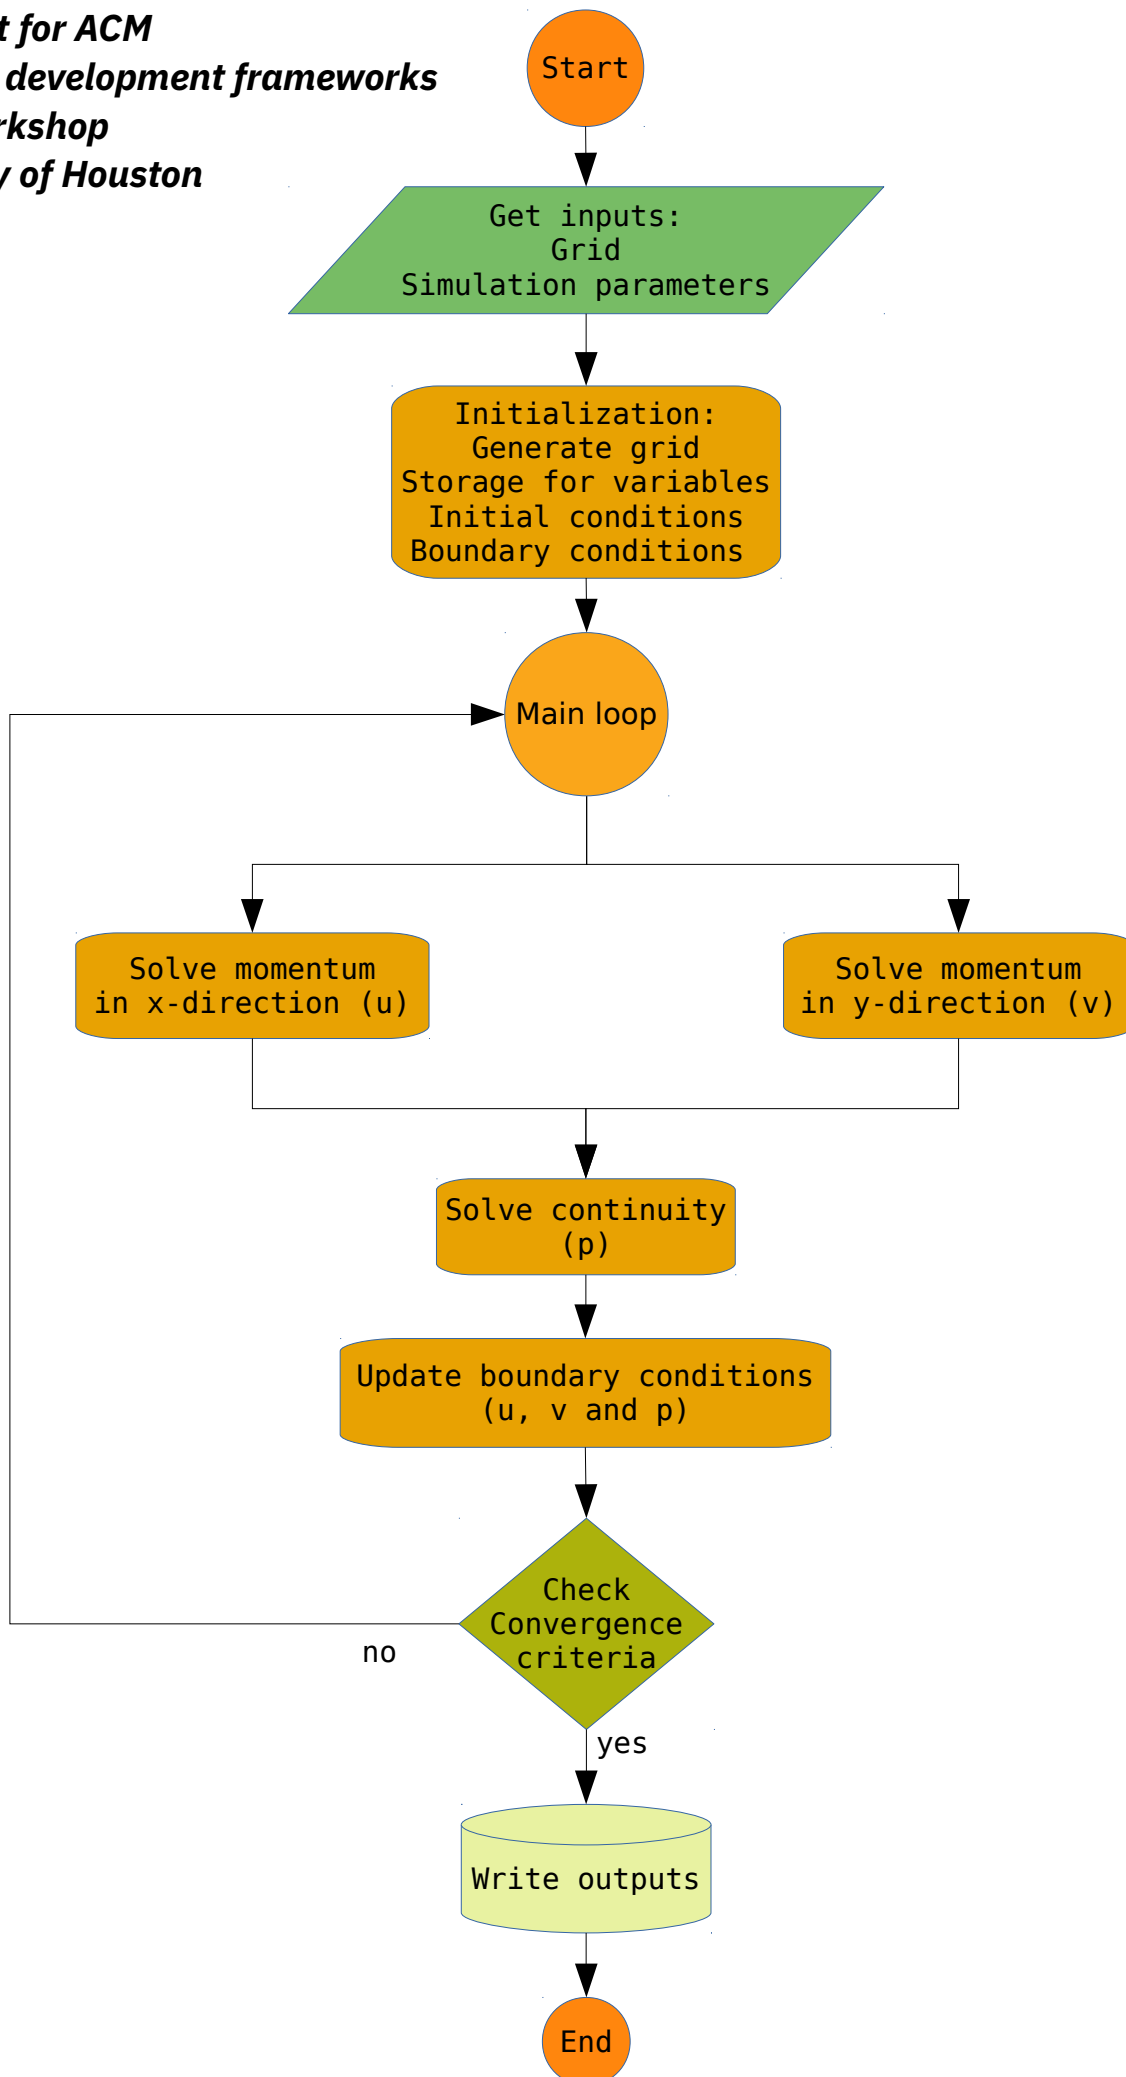 t for ACM
development frameworks
rkshop
y of Houston
Start
Get inputs:
Grid
Simulation parameters
Initialization:
Generate grid
Storage for variables
Initial conditions
Boundary conditions
Main loop
Solve momentum
in x-direction (u)
Solve momentum
in y-direction (v)
Solve continuity
(p)
Update boundary conditions
(u, v and p)
Check
Convergence
criteria
no
yes
Write outputs
End